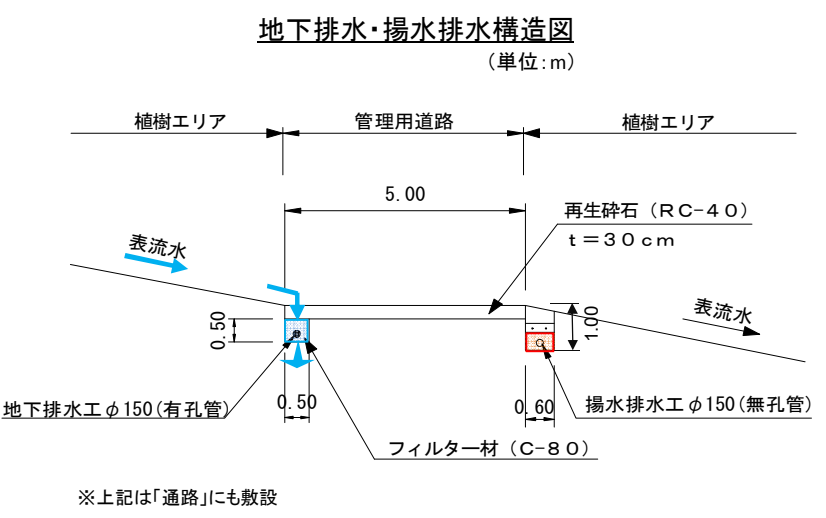 地下排水・揚水排水構造図
(単位:m)
植樹エリア
管理用道路
植樹エリア
5.00
再生砕石（RC-40）
t＝30cm
表流水
表流水
0.50
1.00
0.50
0.60
地下排水工φ150(有孔管)
揚水排水工φ150(無孔管)
フィルター材（C-80）
※上記は「通路」にも敷設